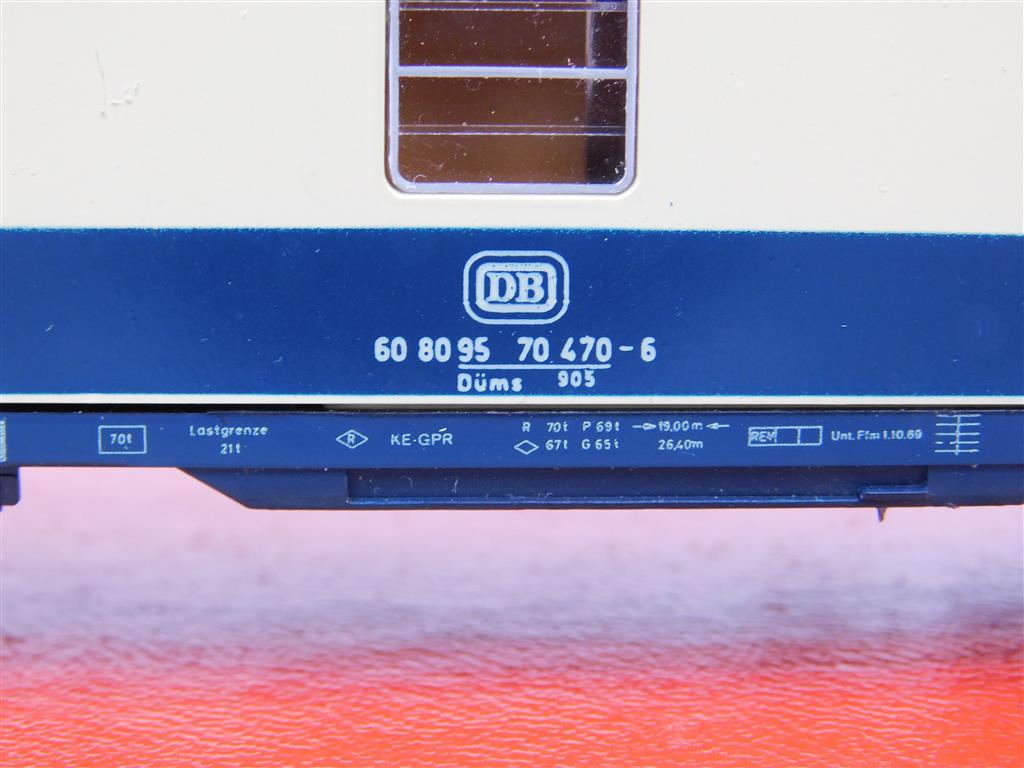 DB
60 80 95 70 470-6
Düms 905
70t
Lastgrenze
21t
R
KE-GPR
R 70t P 69t 19,00m
67t G 65t 26,40m
REV
Unt. Ffm 1.10.69